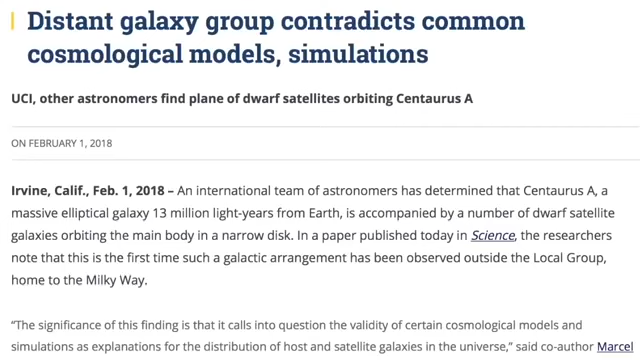 Distant galaxy group contradicts common
cosmological models, simulations
UCI, other astronomers find plane of dwarf satellites orbiting Centaurus A
ON FEBRUARY 1, 2018
Irvine, Calif., Feb. 1, 2018 – An international team of astronomers has determined that Centaurus A, a
massive elliptical galaxy 13 million light-years from Earth, is accompanied by a number of dwarf satellite
galaxies orbiting the main body in a narrow disk. In a paper published today in Science, the researchers
note that this is the first time such a galactic arrangement has been observed outside the Local Group,
home to the Milky Way.
“The significance of this finding is that it calls into question the validity of certain cosmological models and
simulations as explanations for the distribution of host and satellite galaxies in the universe,” said co-author Marcel